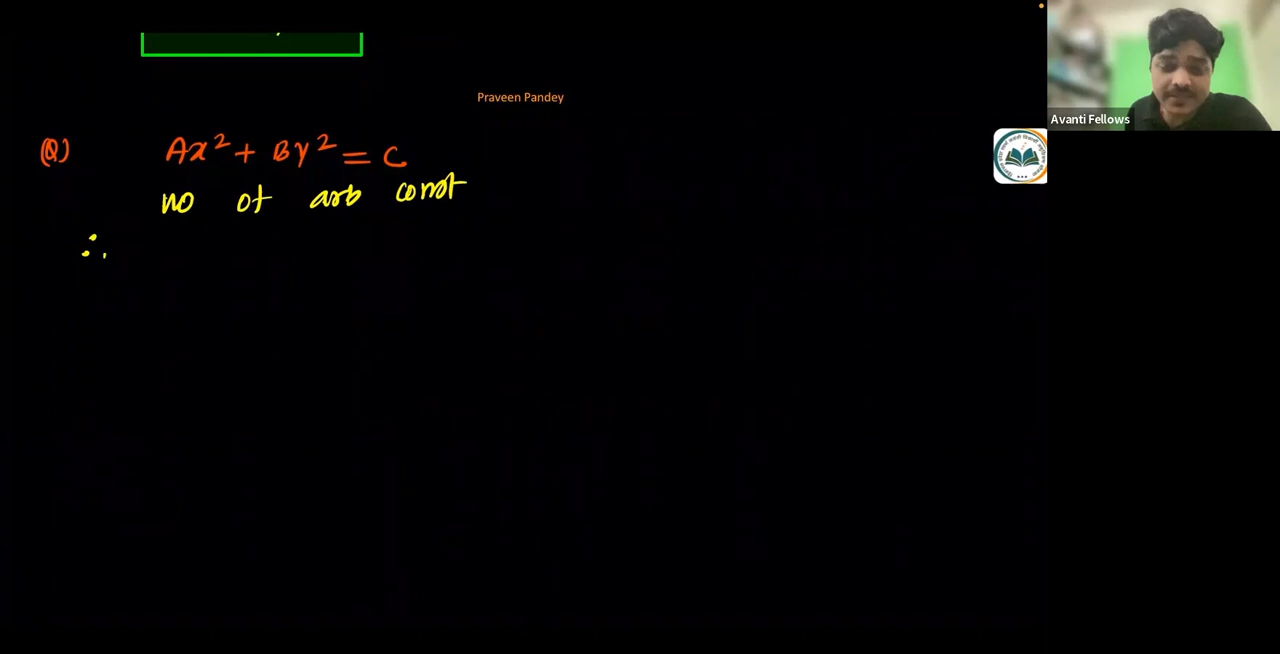 Praveen Pandey
Avanti Fellows
(Q) Ax² + By² = C
no of arb const
∴